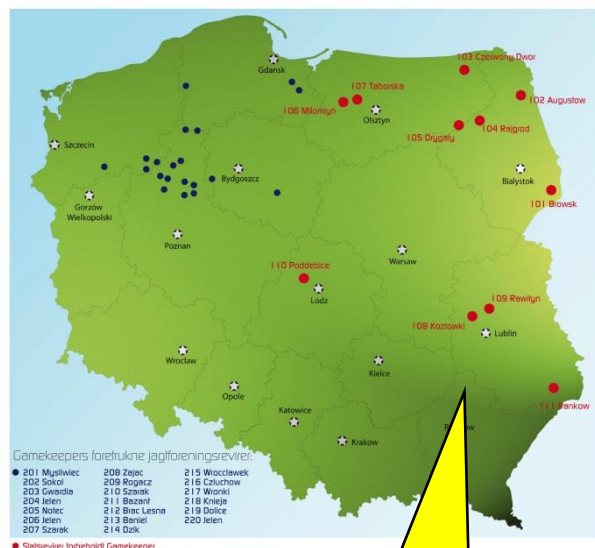 103 Czerwony Dwor
Gdansk
107 Taborska
102 Augustow
106 Milomlyn
Olsztyn
104 Rajgrod
105 Drygaly
Szczecin
Bydgoszcz
Bialystok
101 Browsk
Gorzów
Wielkopolski
Poznan
Warsaw
110 Poddebice
Lodz
109 Rawityn
108 Kozlowki
Lublin
Wroclaw
Kielce
Opole
111 Dankow
Katowice
Krakow
Gamekeepers foretrukne jagtforeningsrevirer:
201 Mysliwiec 208 Zajac 215 Wrocclawek
202 Sokol 209 Rogacz 216 Czluchow
203 Gwardia 210 Szarak 217 Wronki
204 Jelen 211 Bazant 218 Knieja
205 Notec 212 Brac Lesna 219 Dolice
206 Jelen 213 Baniel 220 Jelen
207 Szarak 214 Dzik
Statsrevirer forbeholdt Gamekeeper